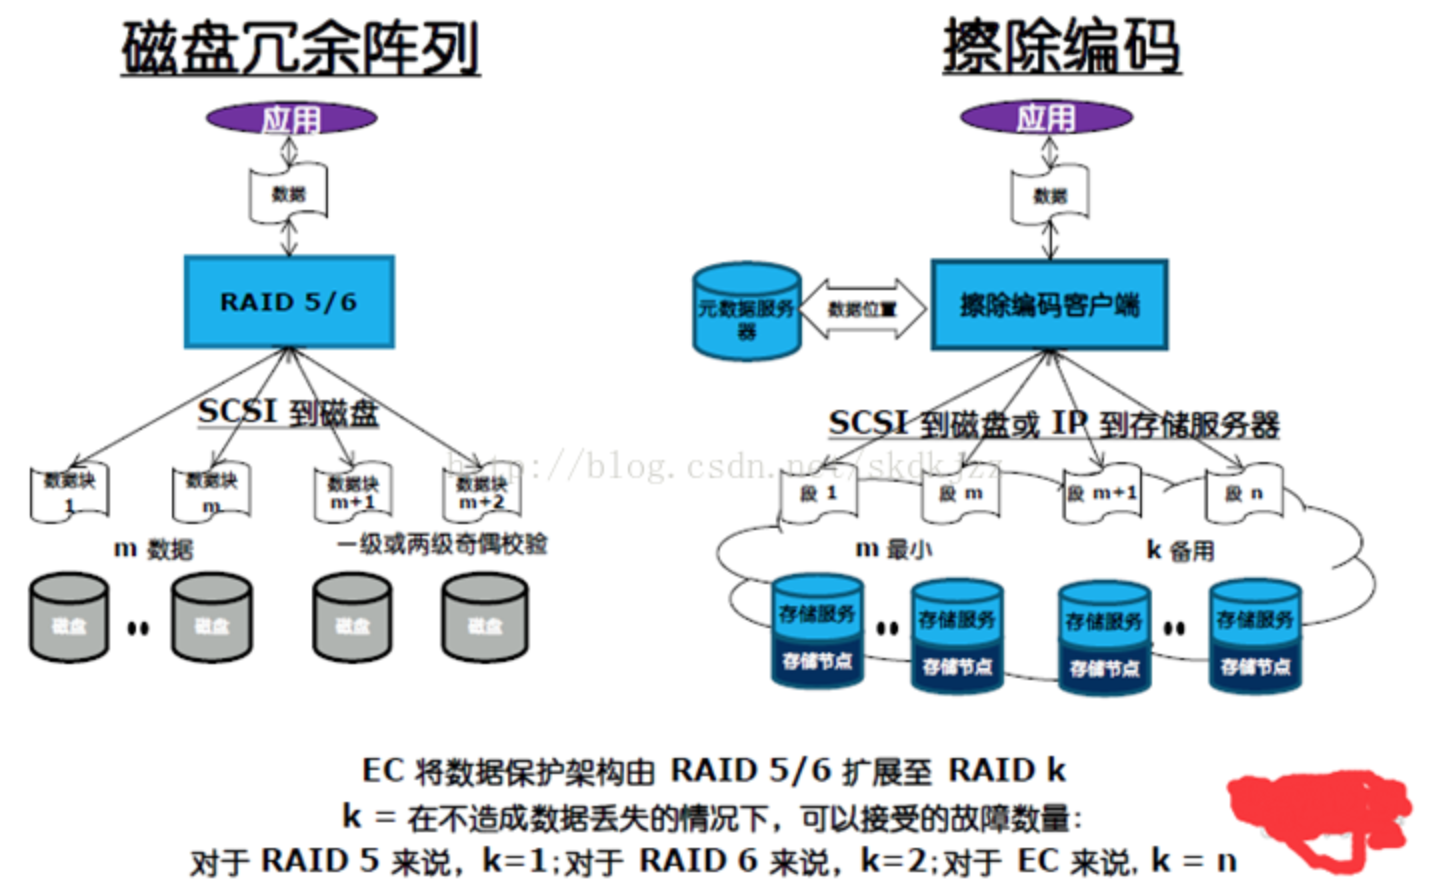 磁盘冗余阵列
应用
数据
RAID 5/6
SCSI 到磁盘
数据块
1
数据块
m
数据块
m+1
数据块
m+2
m 数据
一级或两级奇偶校验
磁盘
磁盘
磁盘
磁盘
擦除编码
应用
数据
元数据服务
器
数据位置
擦除编码客户端
SCSI 到磁盘或 IP 到存储服务器
http://blog.csdn.net/skdkjzz
段 1
段 m
段 m+1
段 n
m 最小
k 备用
存储服务
存储节点
存储服务
存储节点
存储服务
存储节点
存储服务
存储节点
EC 将数据保护架构由 RAID 5/6 扩展至 RAID k
k = 在不造成数据丢失的情况下，可以接受的故障数量:
对于 RAID 5 来说，k=1;对于 RAID 6 来说，k=2;对于 EC 来说, k = n